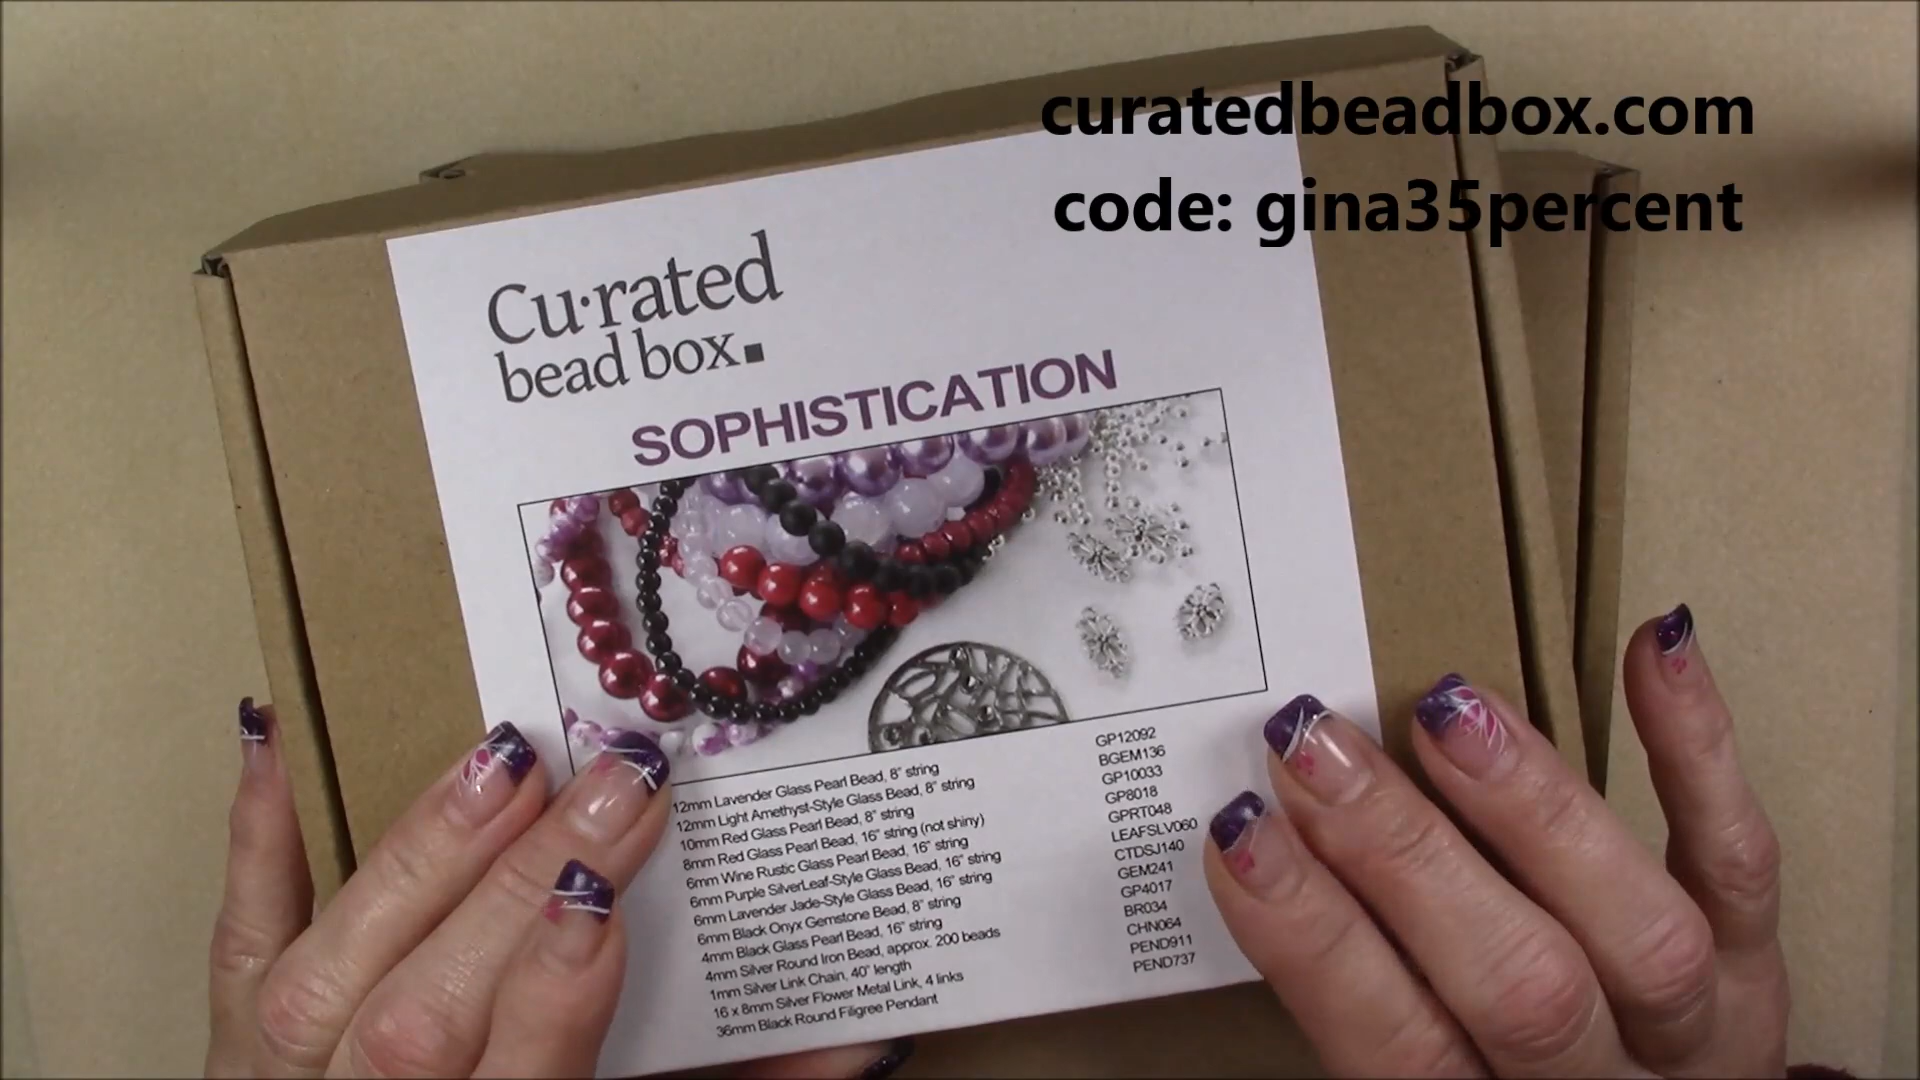 curatedbeadbox.com
code: gina35percent
Cu·rated
bead box
SOPHISTICATION
12mm Lavender Glass Pearl Bead, 8" string GP12092
12mm Light Amethyst-Style Glass Bead, 8" string BGEM136
10mm Red Glass Pearl Bead, 8" string GP10033
8mm Red Glass Pearl Bead, 16" string (not shiny) GP8018
6mm Wine Rustic Glass Pearl Bead, 16" string GPRT048
6mm Purple SilverLeaf-Style Glass Bead, 16" string LEAFSLV060
6mm Lavender Jade-Style Glass Bead, 16" string CTDSJ140
6mm Black Onyx Gemstone Bead, 8" string GEM241
4mm Black Glass Pearl Bead, 16" string GP4017
4mm Silver Round Iron Bead, approx. 200 beads BR034
1mm Silver Link Chain, 40" length CHN064
16 x 8mm Silver Flower Metal Link, 4 links PEND911
36mm Black Round Filigree Pendant PEND737